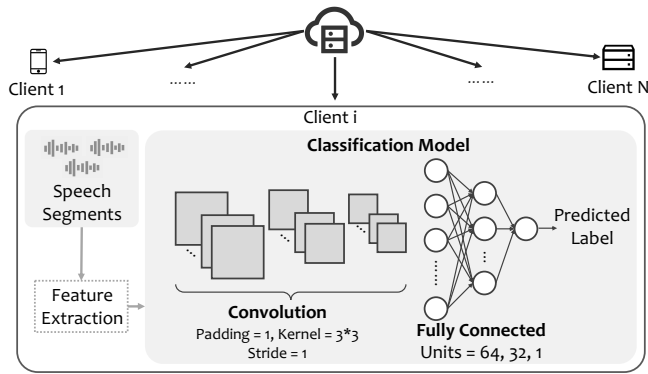 Client 1
......
......
Client N
Client i
Classification Model
Speech
Segments
Feature
Extraction
Predicted
Label
Convolution
Padding = 1, Kernel = 3*3
Stride = 1
Fully Connected
Units = 64, 32, 1